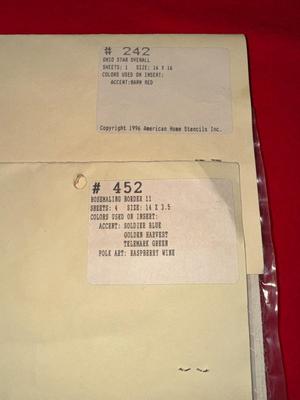 # 242
OHIO STAR OVERALL
SHEETS: 1 SIZE: 16 X 16
COLORS USED ON INSERT:
ACCENT:BARN RED
Copyright 1996 American Home Stencils Inc.
# 452
ROSEMALING BORDER 11
SHEETS: 4 SIZE: 14 X 3.5
COLORS USED ON INSERT:
ACCENT: SOLDIER BLUE
GOLDEN HARVEST
TELEMARK GREEN
FOLK ART: RASPBERRY WINE